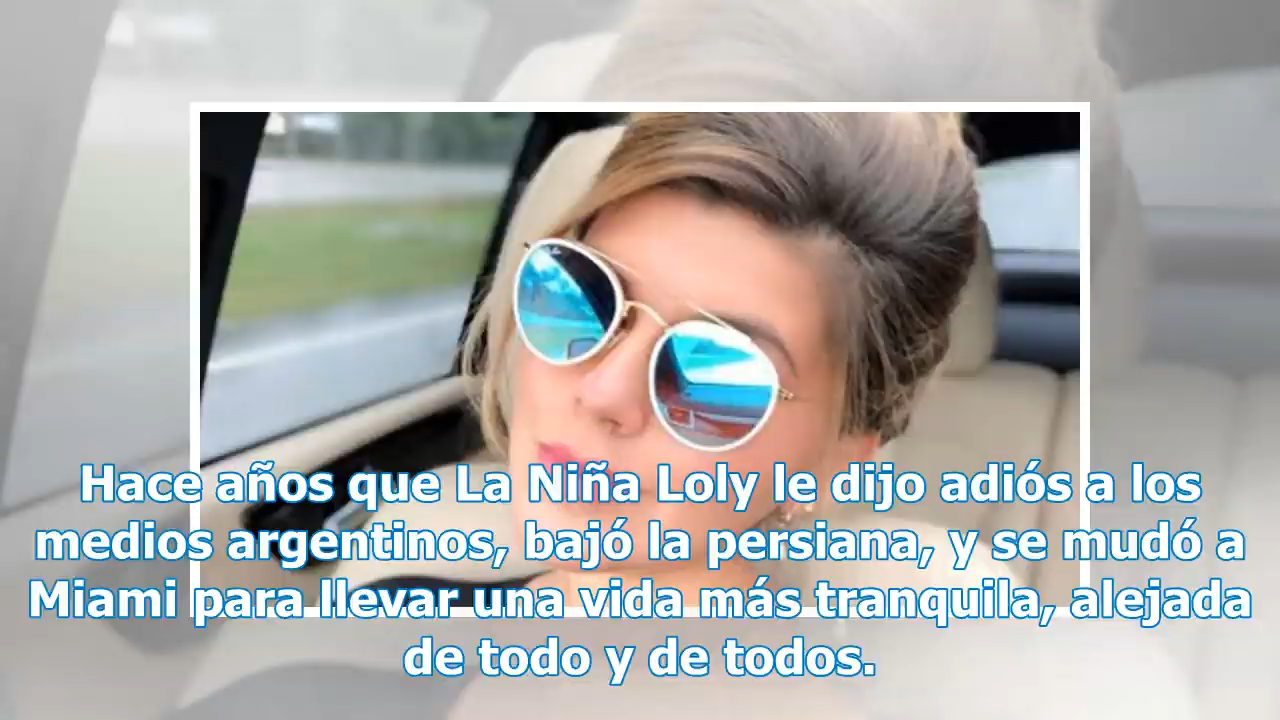 Hace años que La Niña Loly le dijo adiós a los
medios argentinos, bajó la persiana, y se mudó a
Miami para llevar una vida más tranquila, alejada
de todo y de todos.